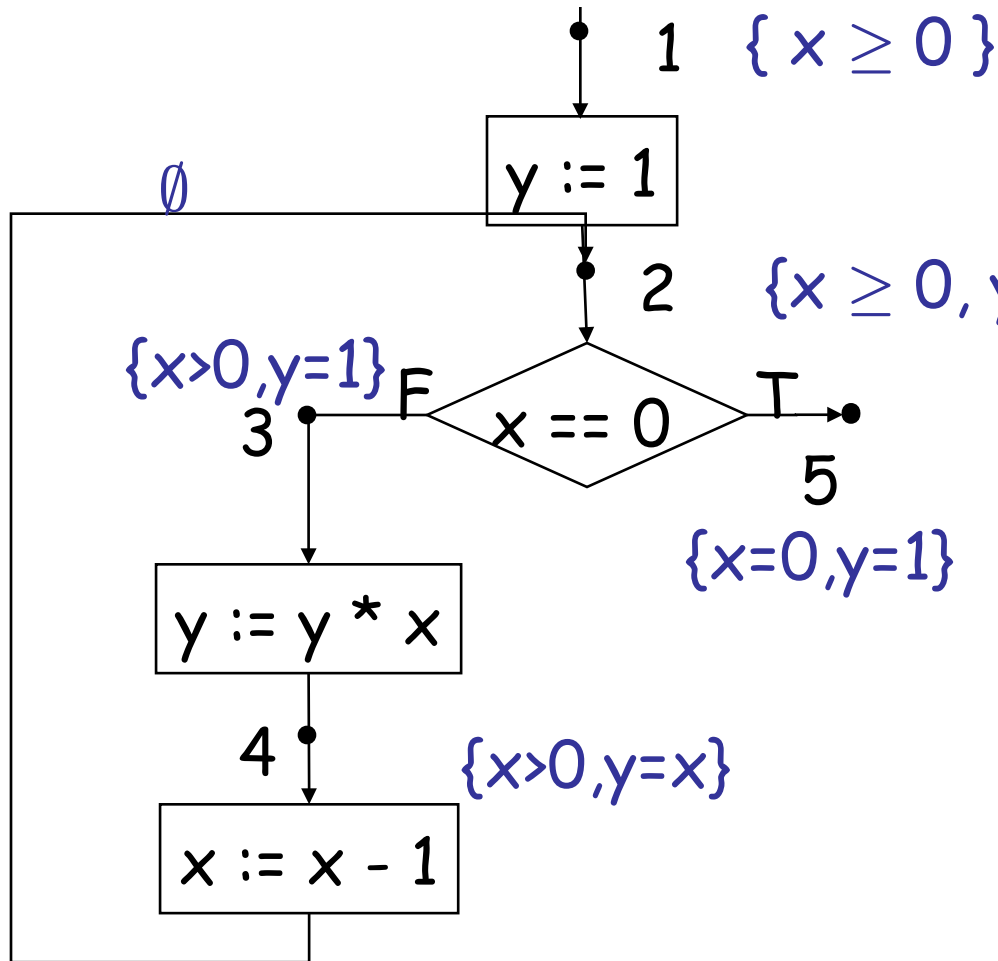 1 { x ≥ 0 }
y := 1
∅
2 { x ≥ 0 ,
{x>0,y=1} F
x == 0
T
3
5
{x=0,y=1}
y := y * x
4 {x>0,y=x}
x := x - 1